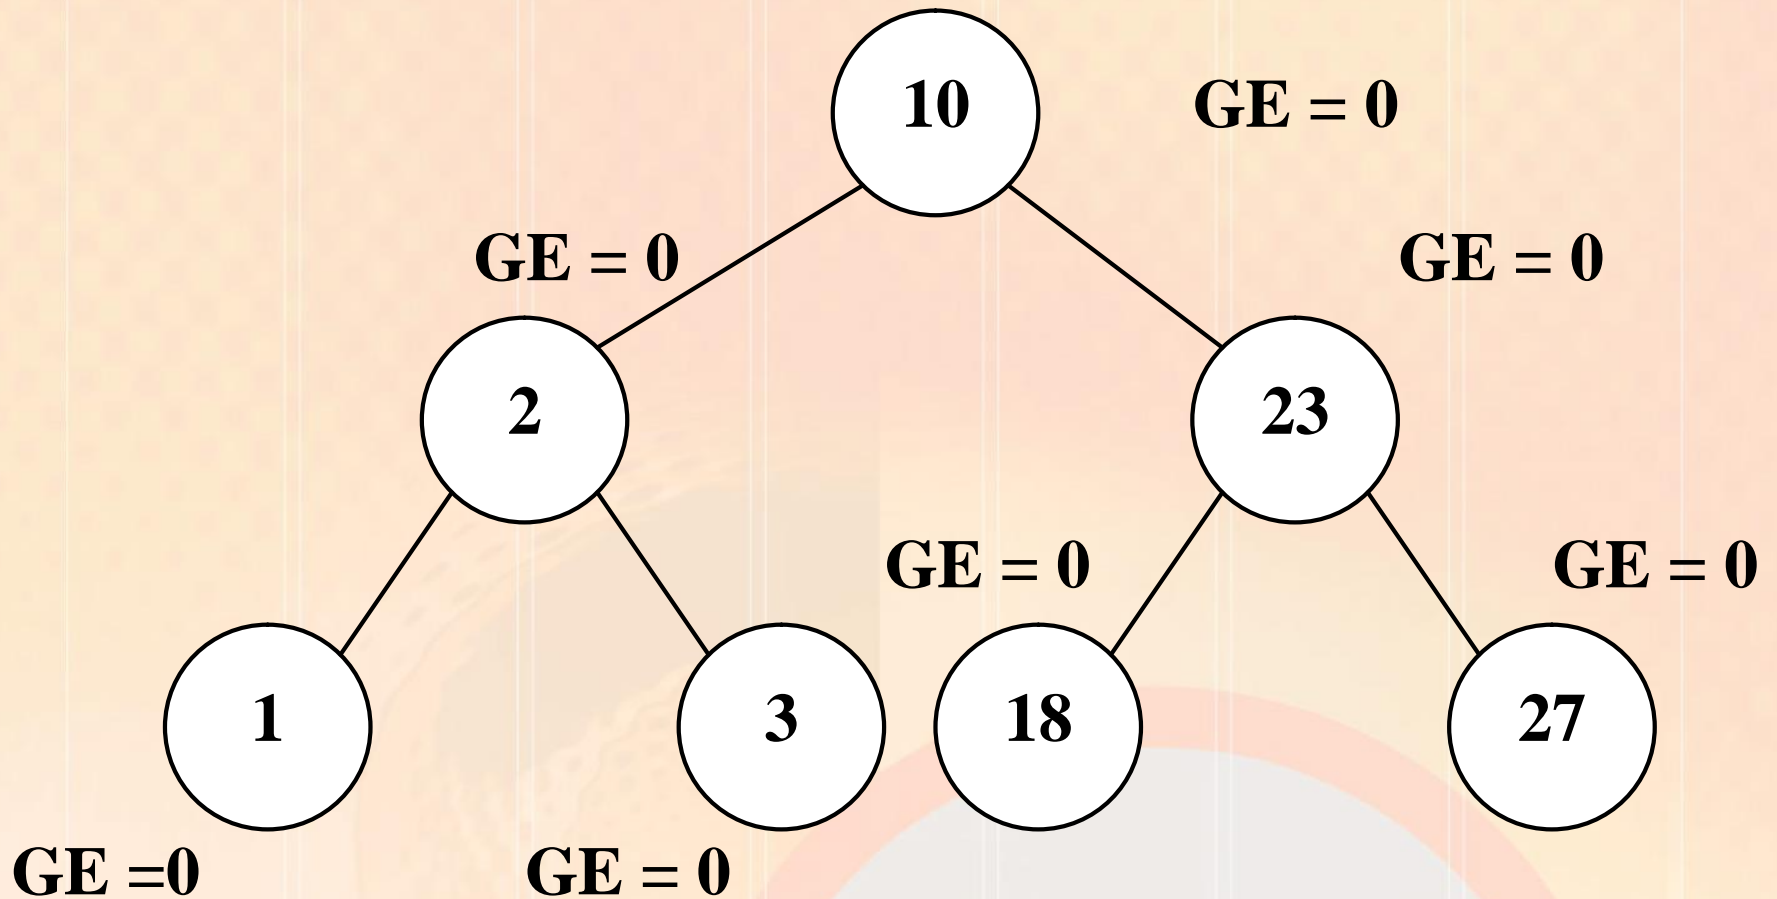 10 GE = 0
GE = 0 GE = 0
2 23
GE = 0 GE = 0
1 3 18 27
GE =0 GE = 0